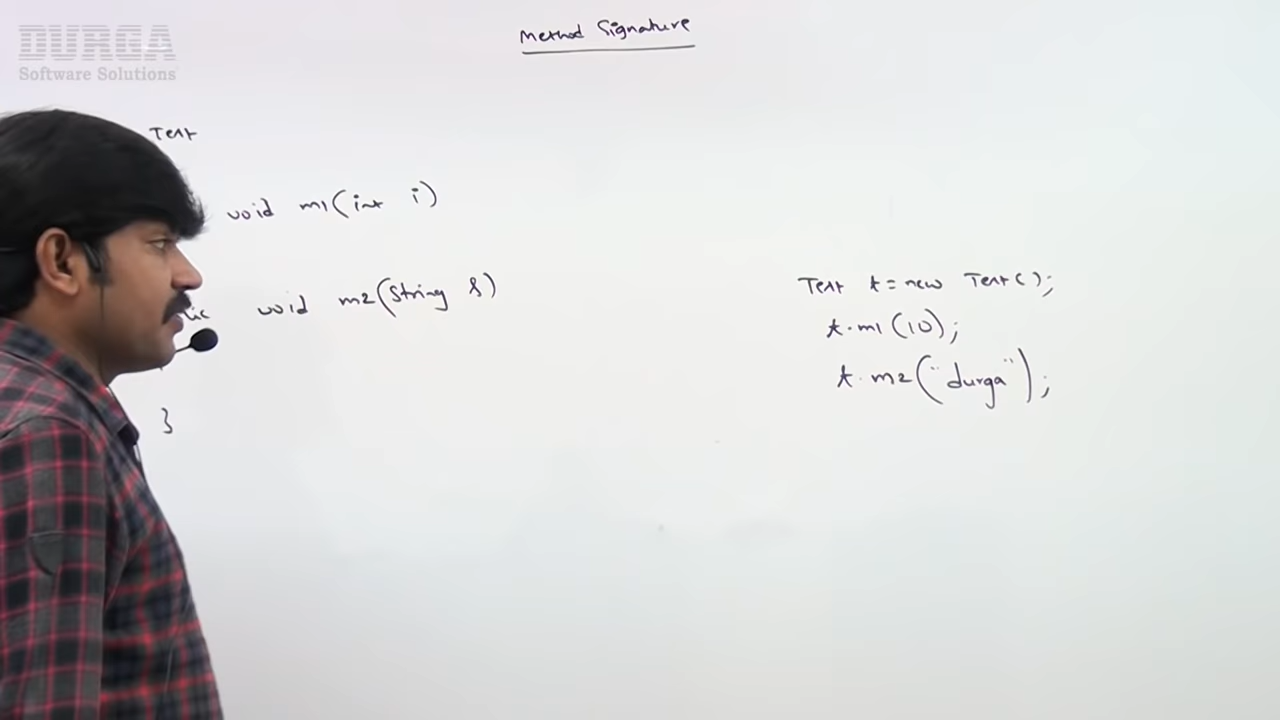 DURGA
Software Solutions
Method Signature
Test
void m1(int i)
lic void m2(String s)
}
Test t = new Test();
t.m1(10);
t.m2("durga");